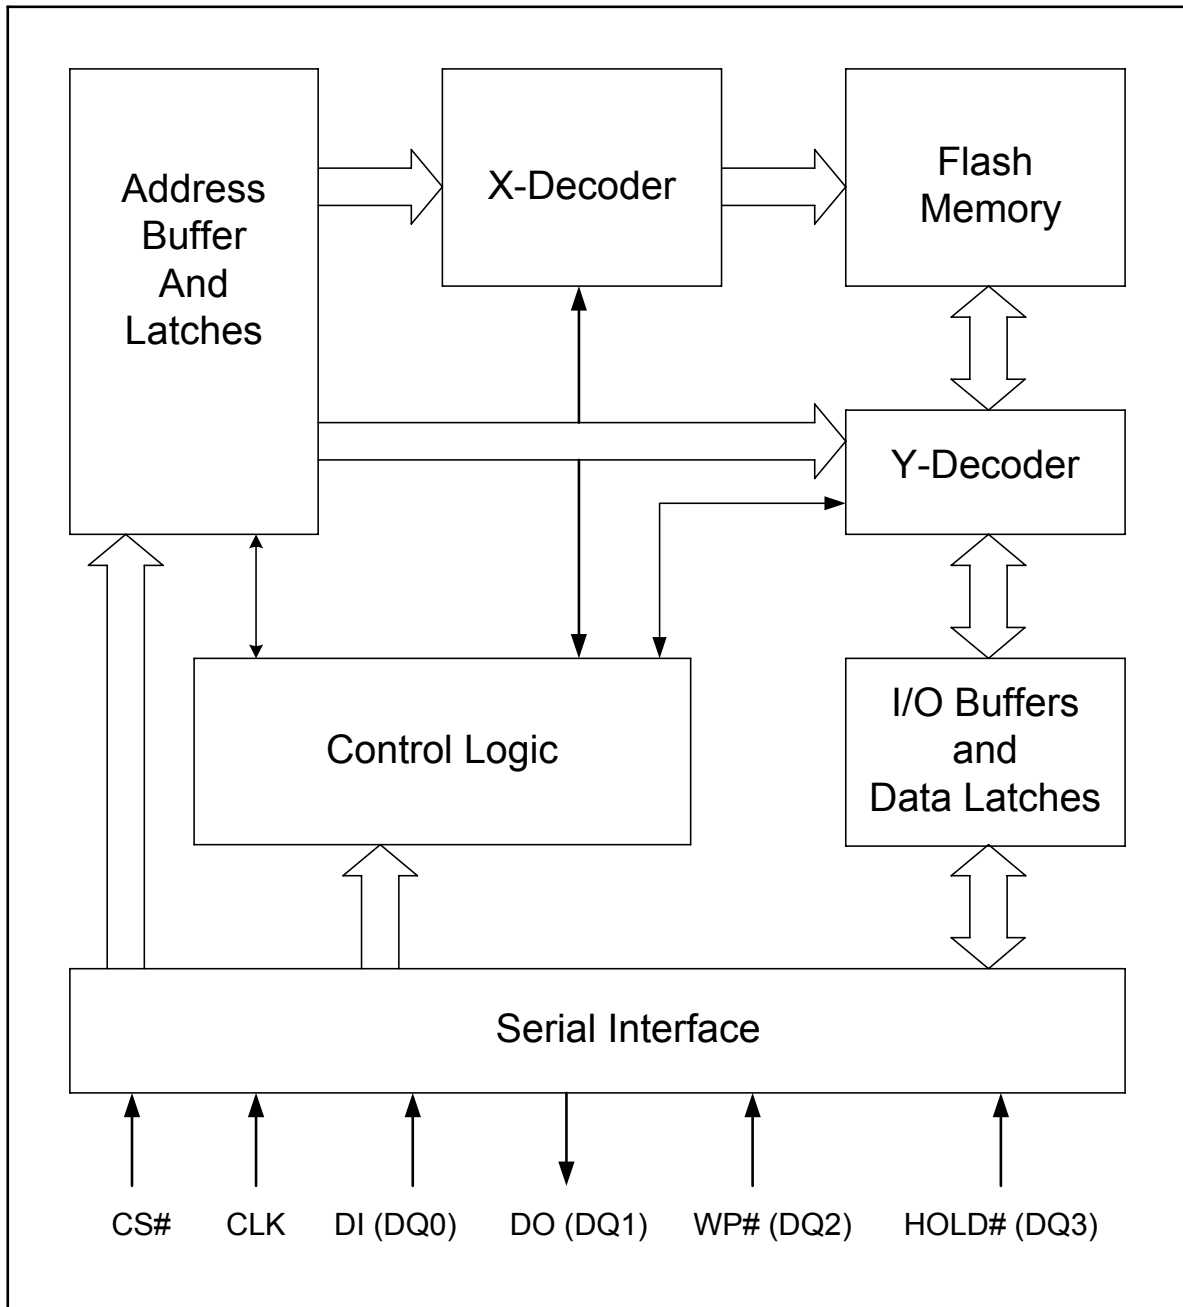 Address
Buffer
And
Latches
X-Decoder
Flash
Memory
Y-Decoder
Control Logic
I/O Buffers
and
Data Latches
Serial Interface
CS#
CLK
DI (DQ0)
DO (DQ1)
WP# (DQ2)
HOLD# (DQ3)